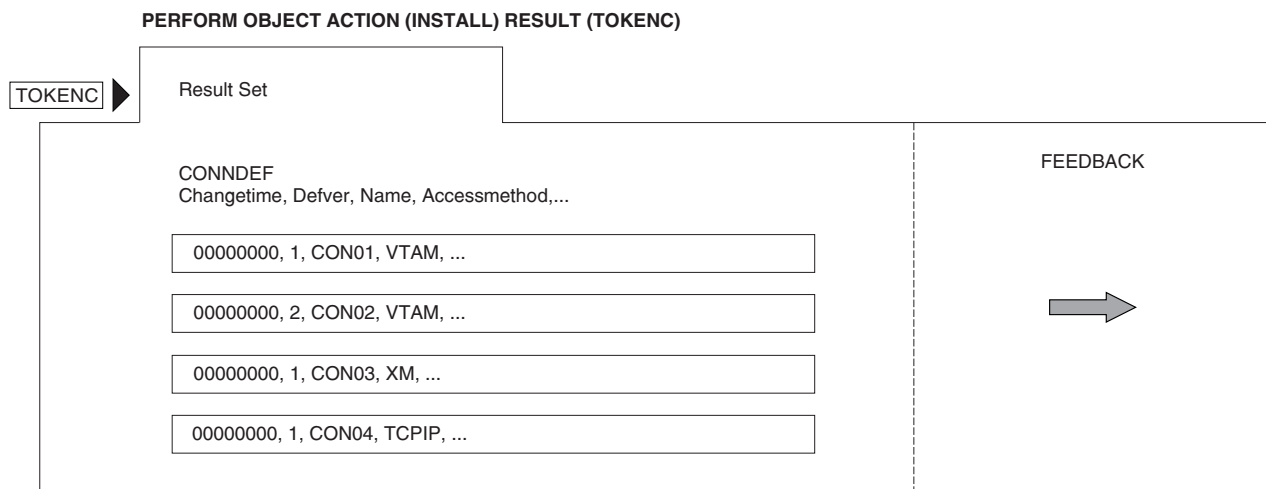 PERFORM OBJECT ACTION (INSTALL) RESULT (TOKENC)
TOKENC
Result Set
CONNDEF
Changetime, Defver, Name, Accessmethod,...
00000000, 1, CON01, VTAM, ...
00000000, 2, CON02, VTAM, ...
00000000, 1, CON03, XM, ...
00000000, 1, CON04, TCPIP, ...
FEEDBACK